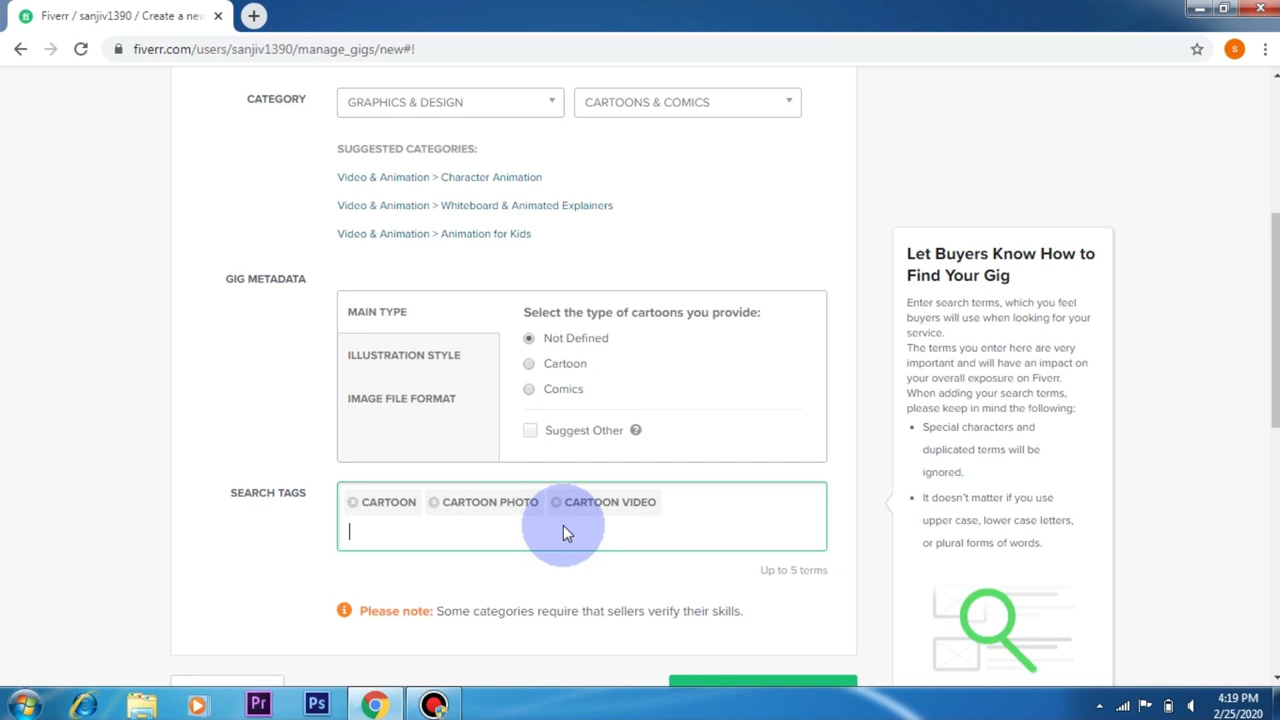 Fiverr / sanjiv1390 / Create a new
fiverr.com/users/sanjiv1390/manage_gigs/new#!
S
CATEGORY
GRAPHICS & DESIGN
CARTOONS & COMICS
SUGGESTED CATEGORIES:
Video & Animation > Character Animation
Video & Animation > Whiteboard & Animated Explainers
Video & Animation > Animation for Kids
GIG METADATA
MAIN TYPE
ILLUSTRATION STYLE
IMAGE FILE FORMAT
Select the type of cartoons you provide:
Not Defined
Cartoon
Comics
Suggest Other ?
SEARCH TAGS
CARTOON
CARTOON PHOTO
CARTOON VIDEO
Up to 5 terms
Please note: Some categories require that sellers verify their skills.
Let Buyers Know How to
Find Your Gig
Enter search terms, which you feel
buyers will use when looking for your
service.
The terms you enter here are very
important and will have an impact on
your overall exposure on Fiverr.
When adding your search terms,
please keep in mind the following:
• Special characters and
duplicated terms will be
ignored.
• It doesn't matter if you use
upper case, lower case letters,
or plural forms of words.
fi
Pr
Ps
4:19 PM
2/25/2020